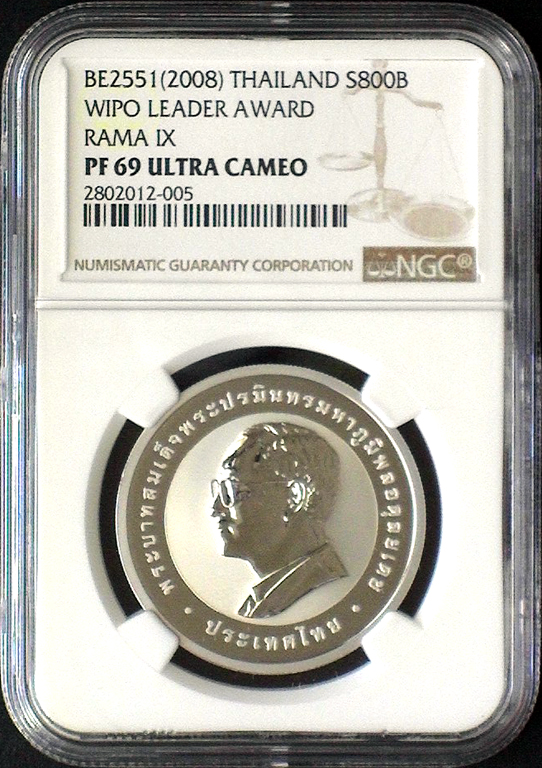 BE2551(2008) THAILAND S800B
WIPO LEADER AWARD
RAMA IX
PF 69 ULTRA CAMEO
2802012-005
NUMISMATIC GUARANTY CORPORATION
NGC®
พระบาทสมเด็จพระปรมินทรมหาภูมิพลอดุลยเดช
• ประเทศไทย •